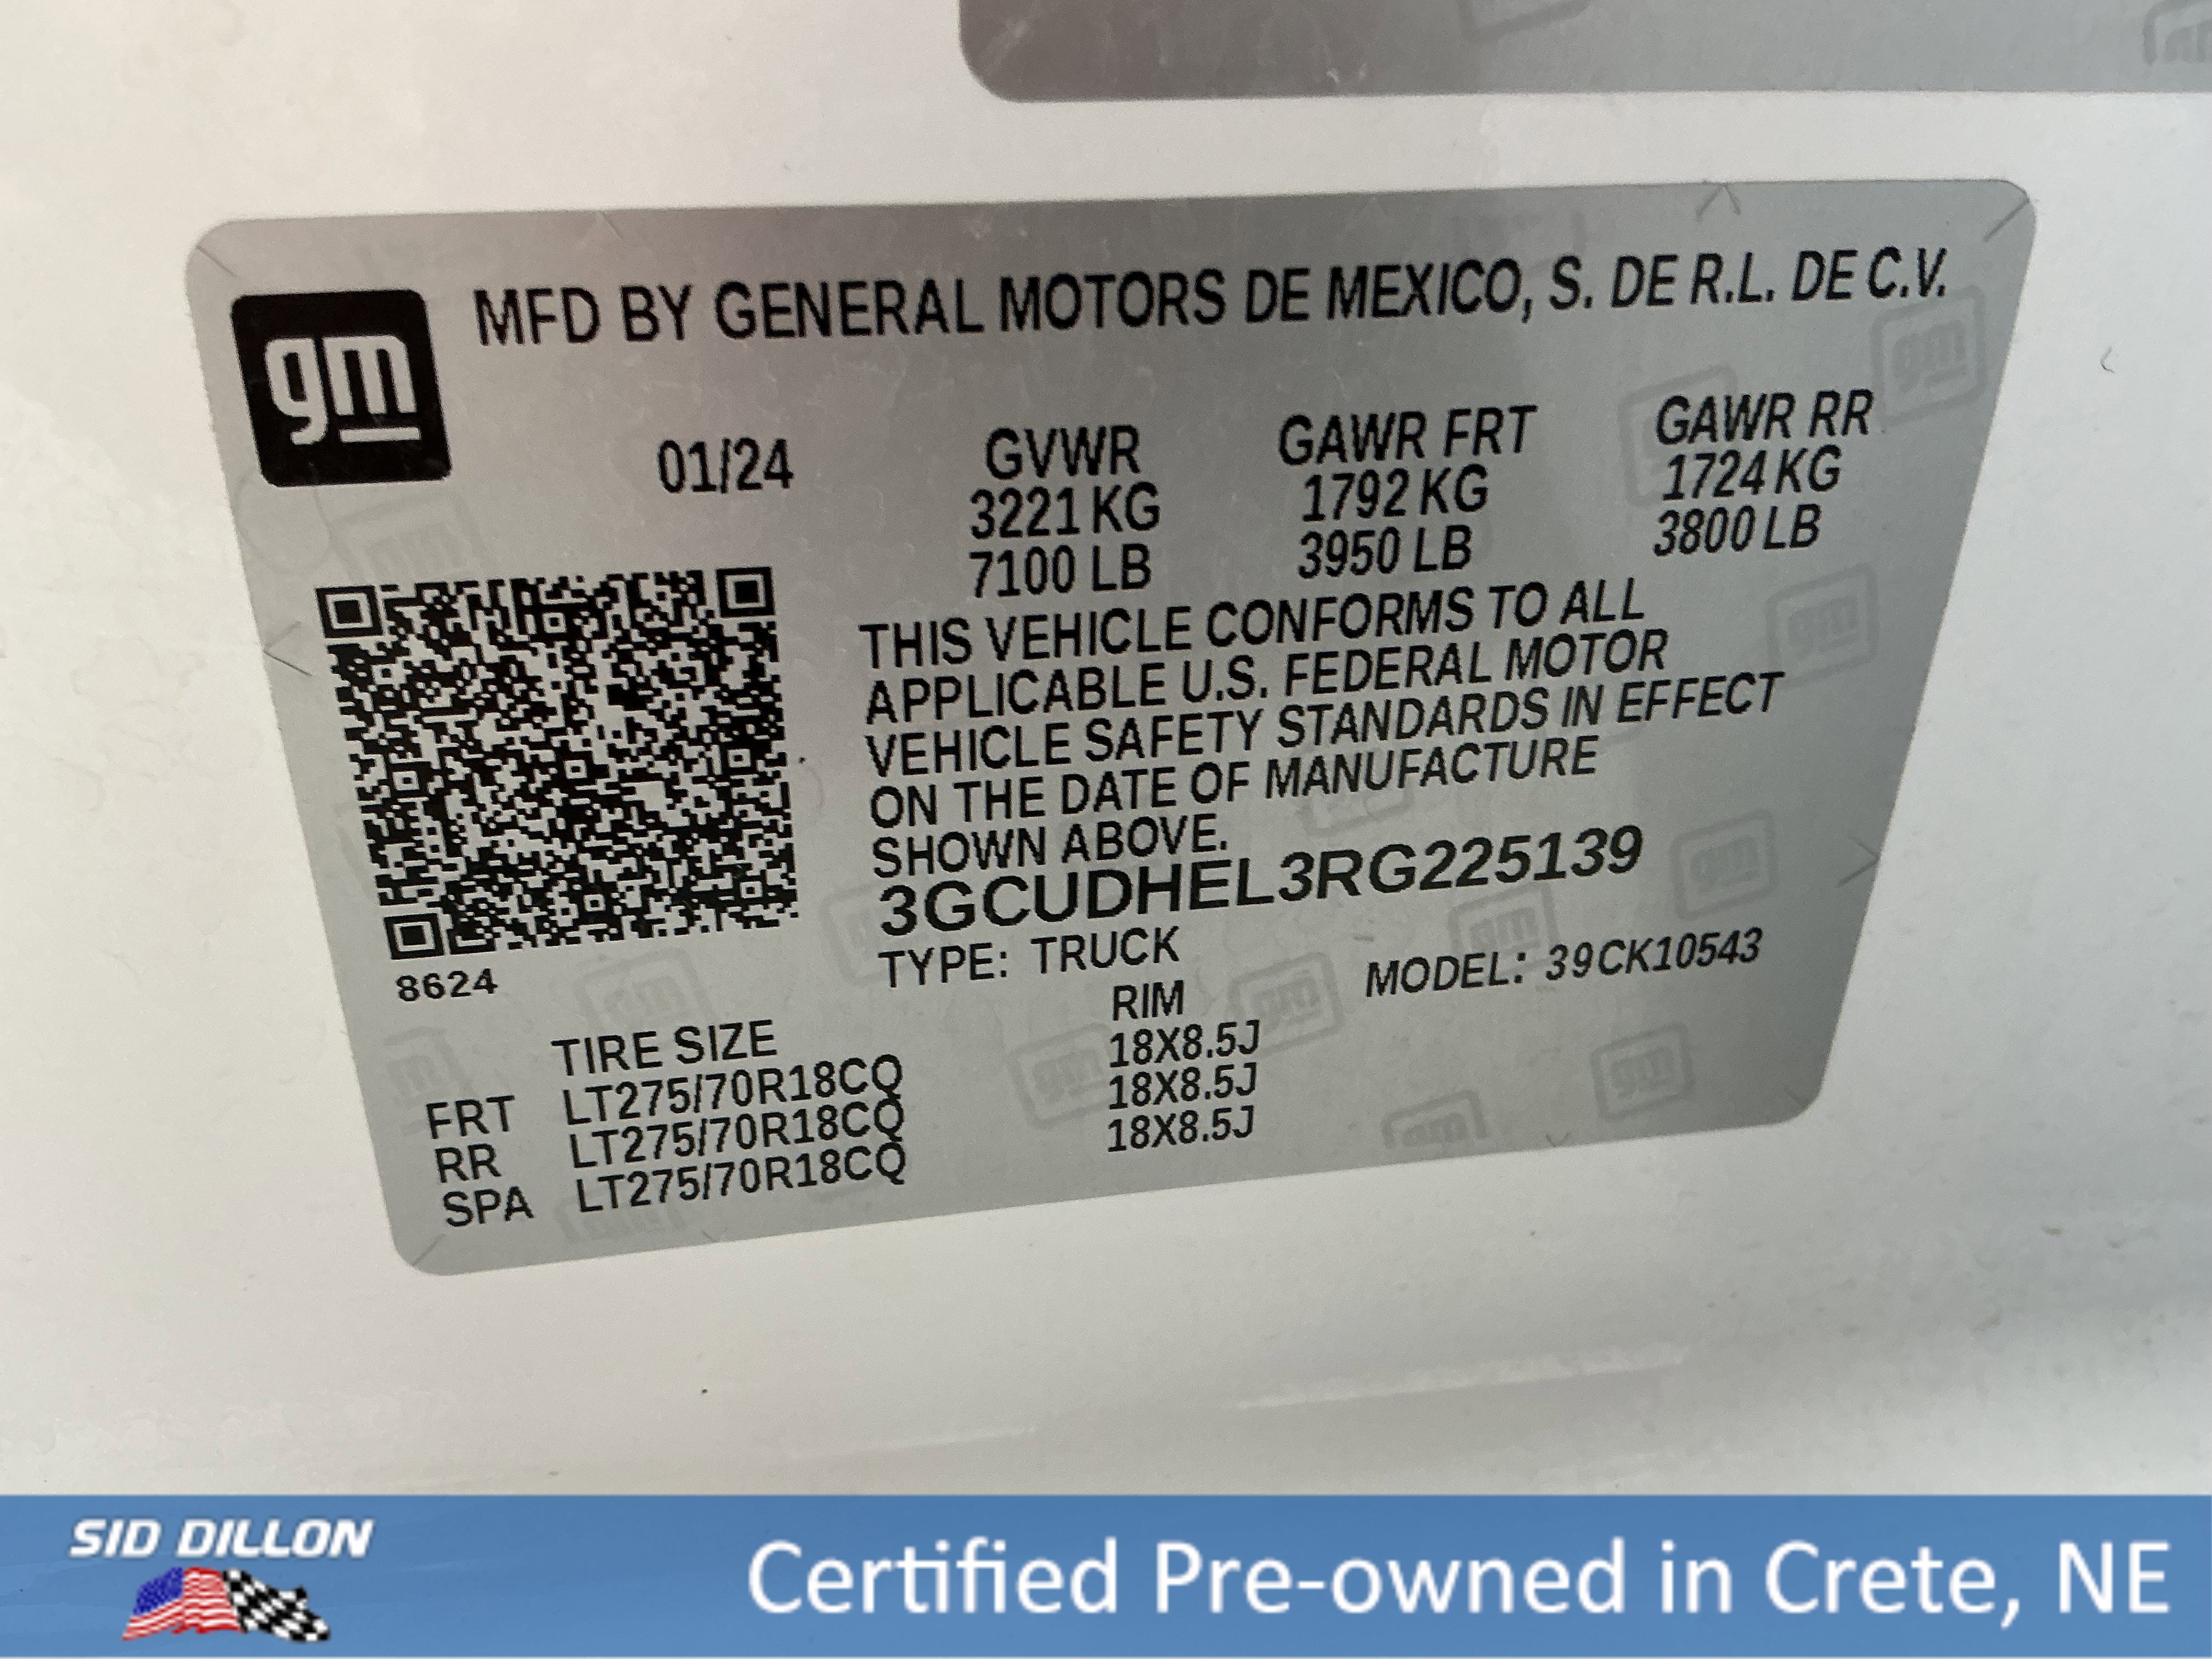 gm
MFD BY GENERAL MOTORS DE MEXICO, S. DE R.L. DE C.V.
01/24 GVWR GAWR FRT GAWR RR
3221 KG 1792 KG 1724 KG
7100 LB 3950 LB 3800 LB
THIS VEHICLE CONFORMS TO ALL
APPLICABLE U.S. FEDERAL MOTOR
VEHICLE SAFETY STANDARDS IN EFFECT
ON THE DATE OF MANUFACTURE
SHOWN ABOVE.
3GCUDHEL3RG225139
8624
TYPE: TRUCK MODEL: 39CK10543
TIRE SIZE RIM
FRT LT275/70R18CQ 18X8.5J
RR LT275/70R18CQ 18X8.5J
SPA LT275/70R18CQ 18X8.5J
SID DILLON
Certified Pre-owned in Crete, NE